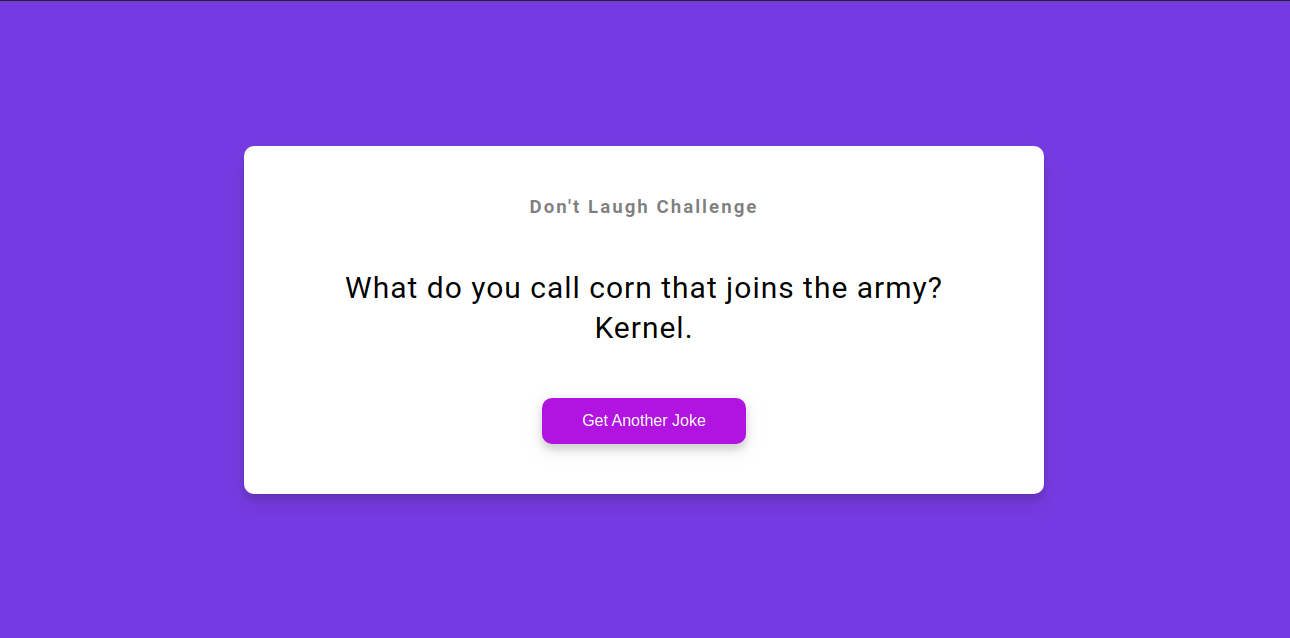 Don't Laugh Challenge
What do you call corn that joins the army?
Kernel.
Get Another Joke